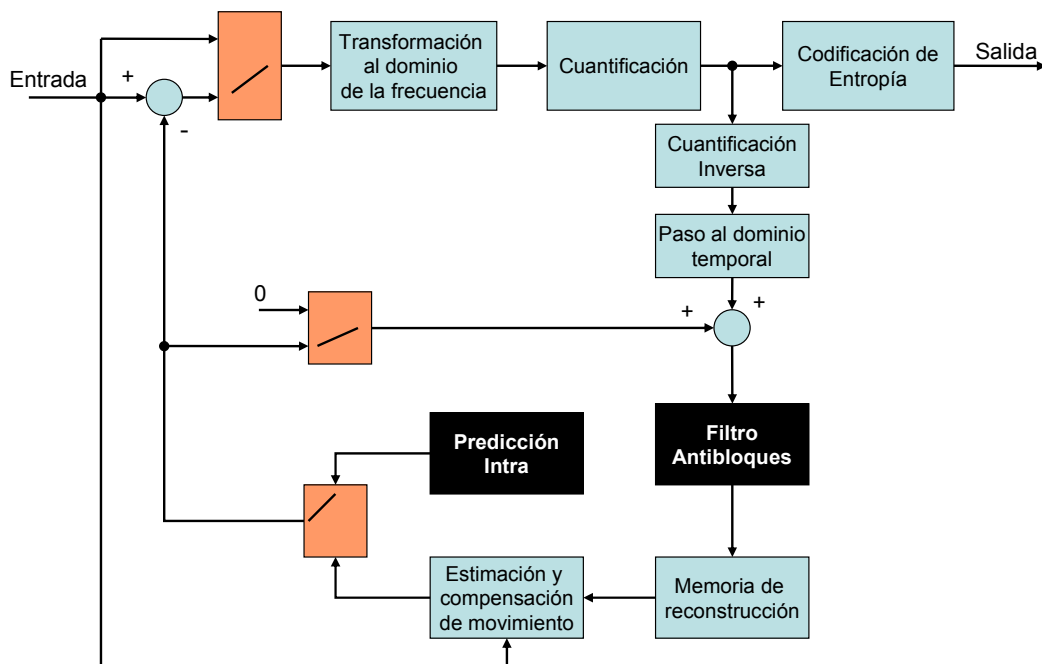 Entrada
+
-
Transformación
al dominio
de la frecuencia
Cuantificación
Codificación de
Entropía
Salida
Cuantificación
Inversa
Paso al dominio
temporal
0
+
+
Predicción
Intra
Filtro
Antibloques
Estimación y
compensación
de movimiento
Memoria de
reconstrucción